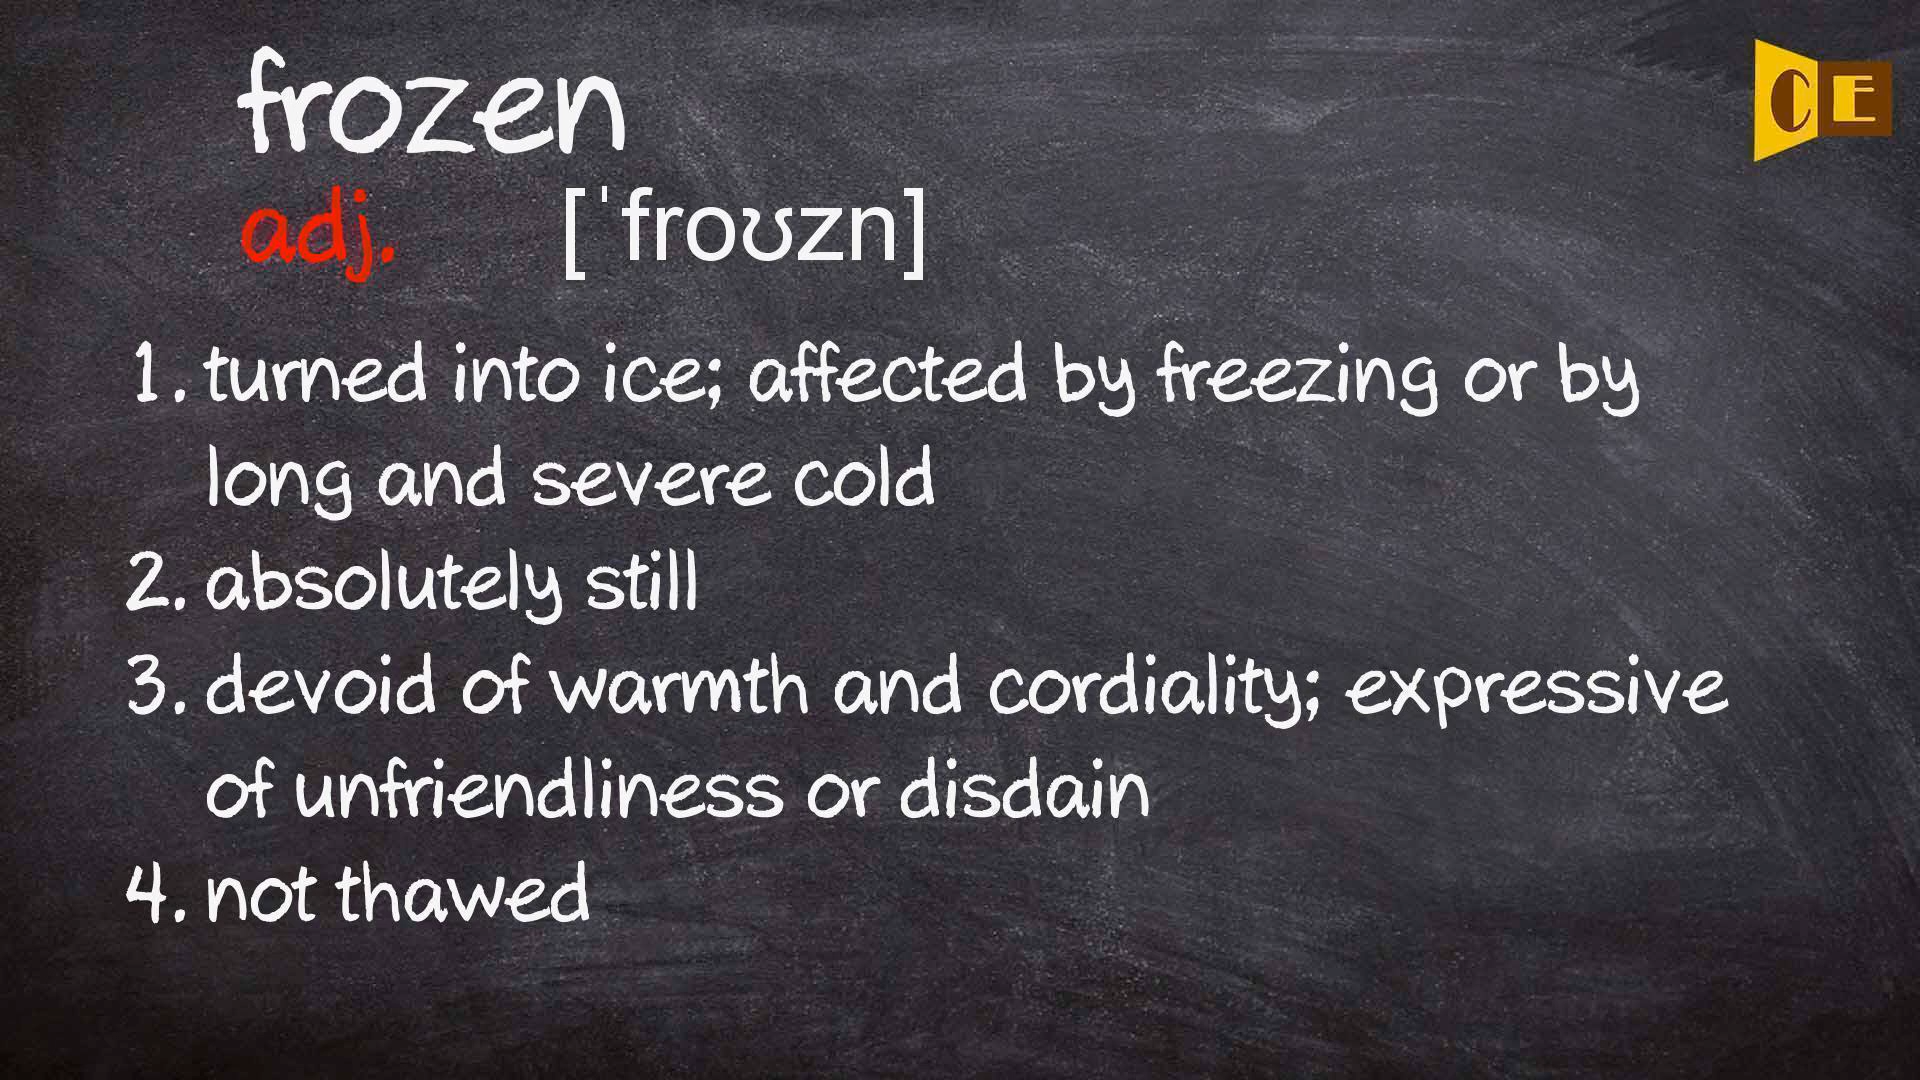 frozen
CE
adj. [ˈfroʊzn]
1. turned into ice; affected by freezing or by
long and severe cold
2. absolutely still
3. devoid of warmth and cordiality; expressive
of unfriendliness or disdain
4. not thawed